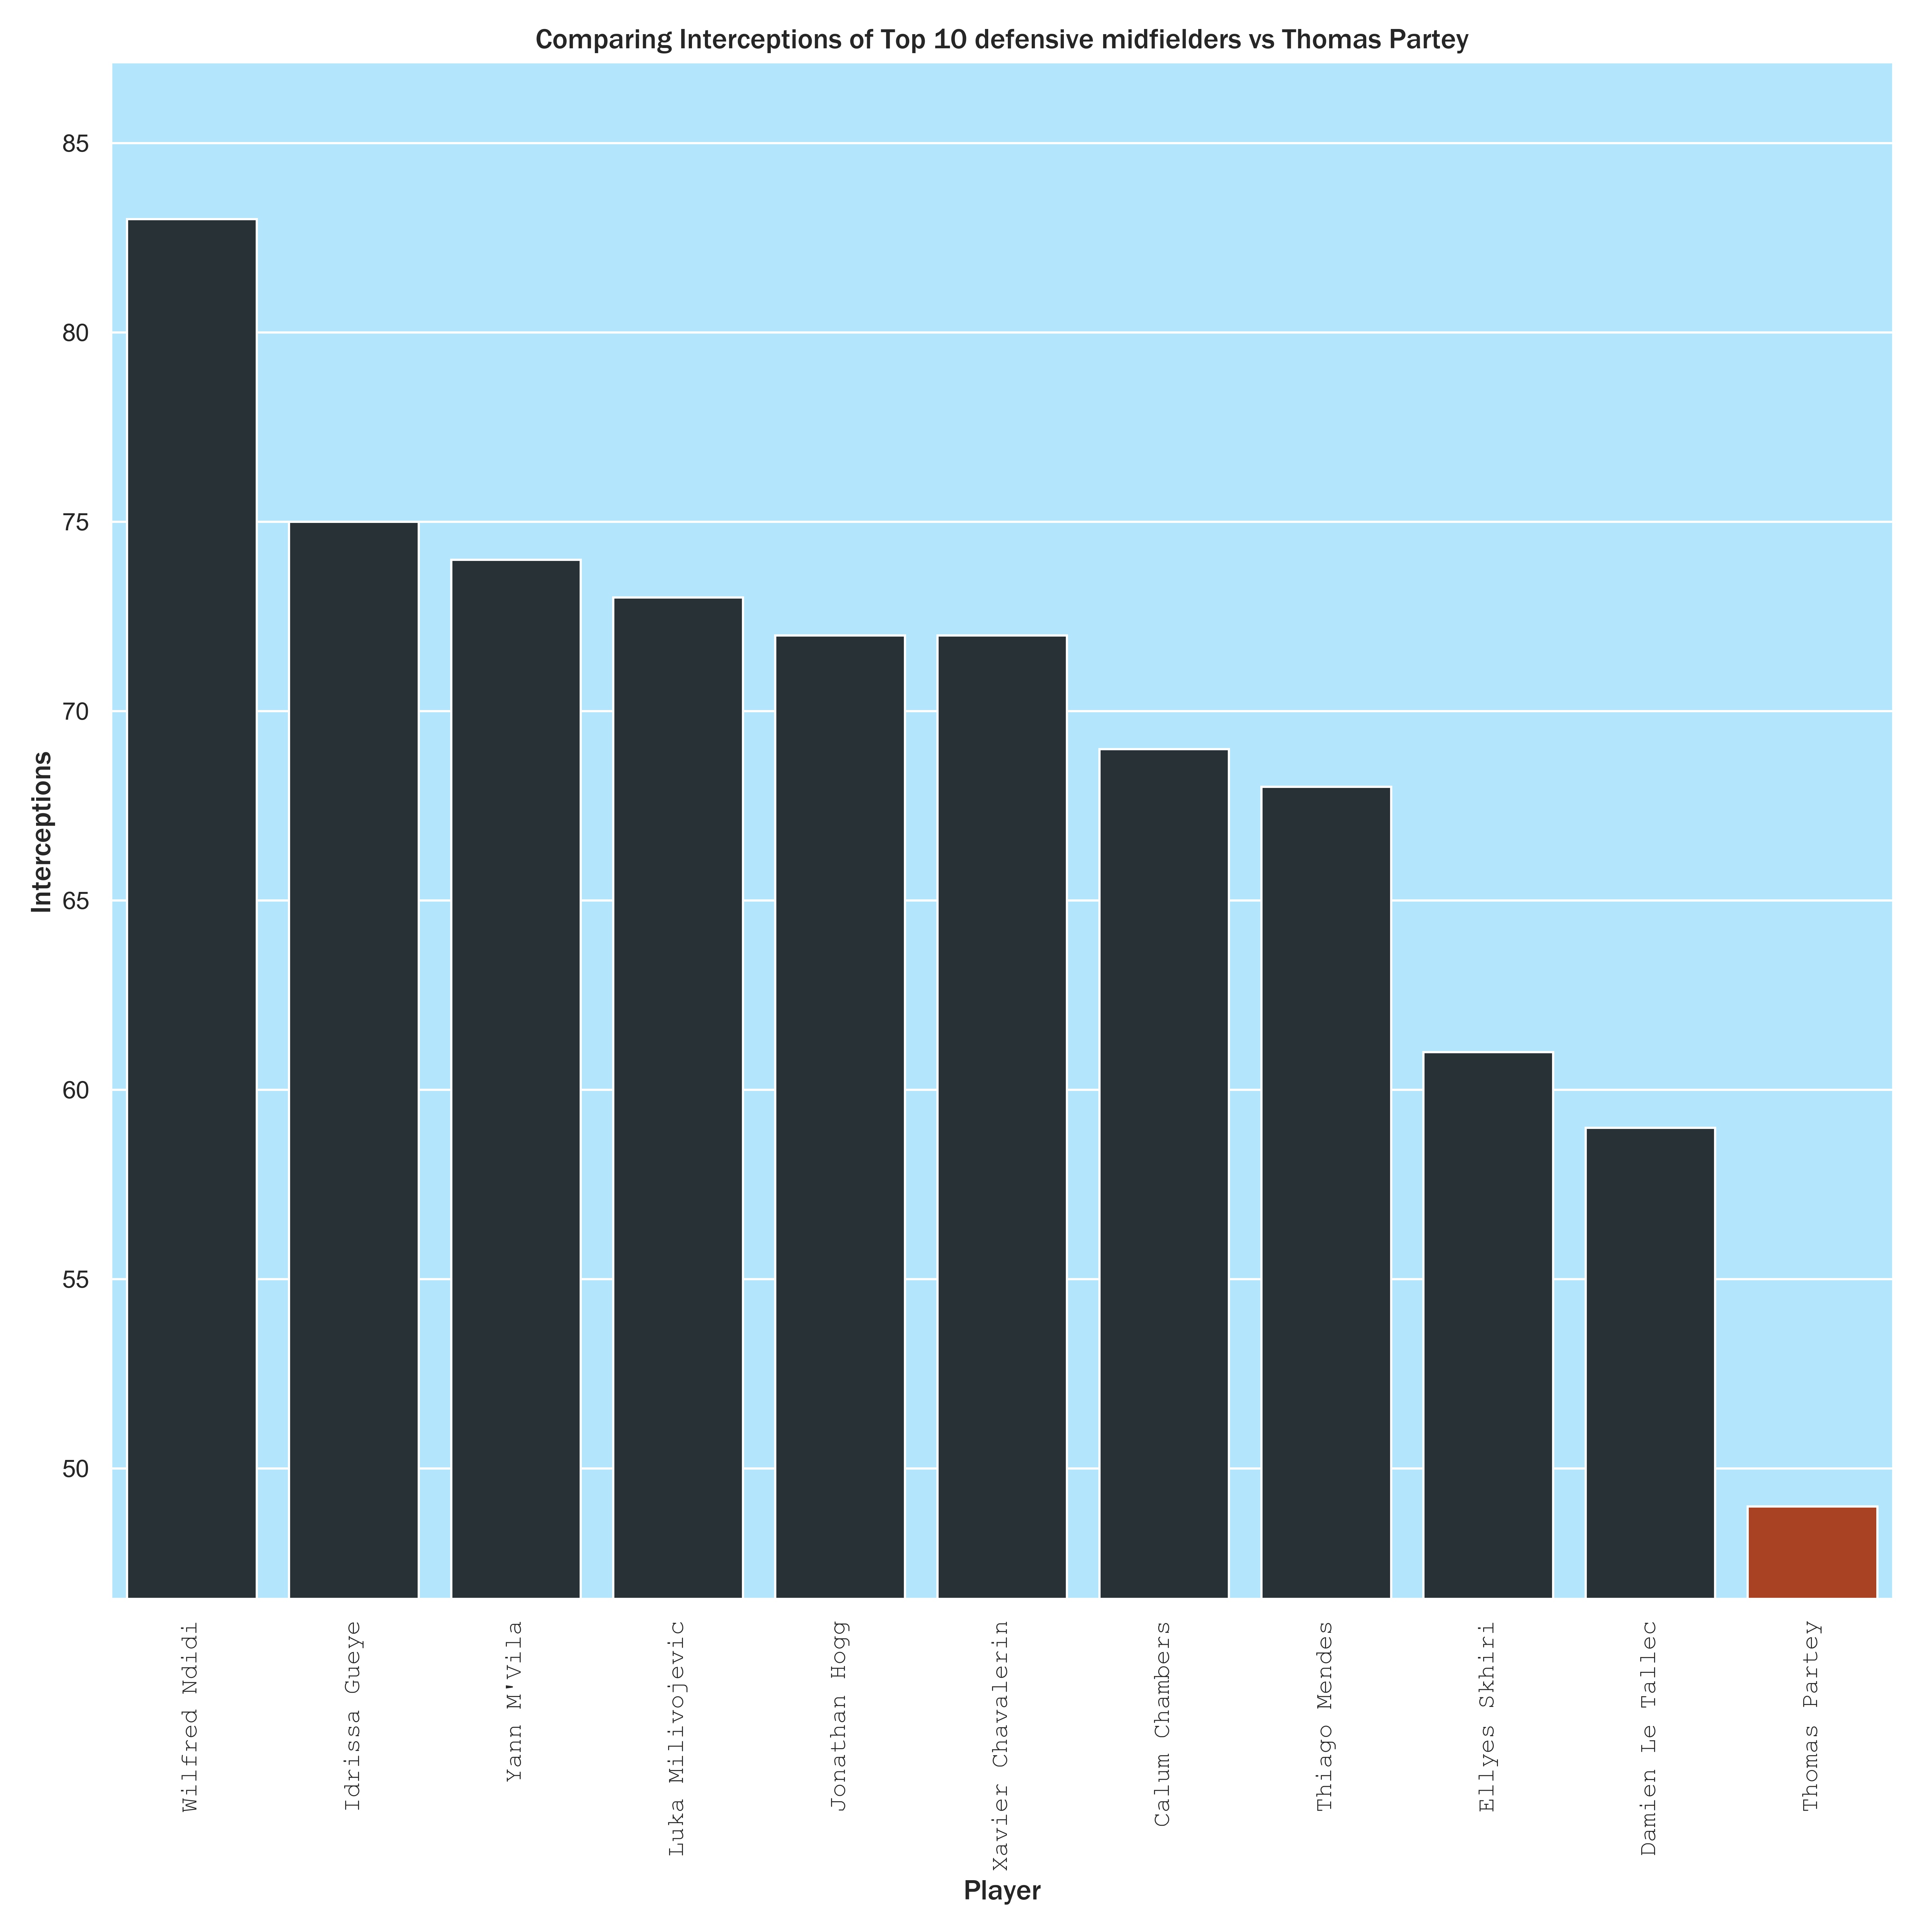 Comparing Interceptions of Top 10 defensive midfielders vs Thomas Partey
85
80
75
70
65
60
55
50
Interceptions
Wilfred Ndidi
Idrissa Gueye
Yann M'Vila
Luka Milivojevic
Jonathan Hogg
Xavier Chavalerin
Calum Chambers
Thiago Mendes
Ellyes Skhiri
Damien Le Tallec
Thomas Partey
Player